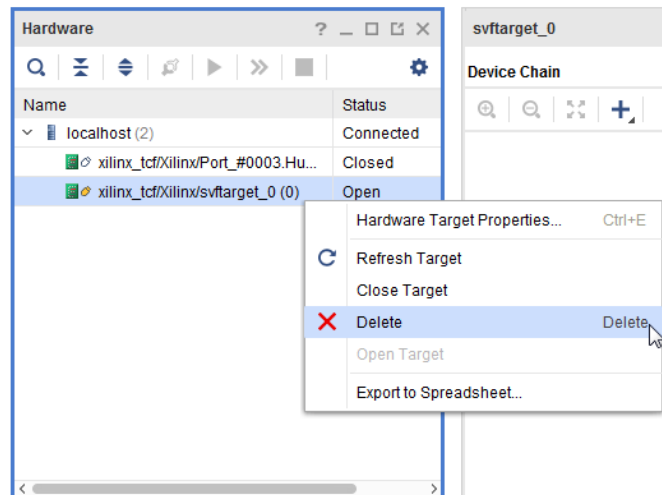 Hardware
svftarget_0
Device Chain
Name Status
localhost (2) Connected
xilinx_tcf/Xilinx/Port_#0003.Hu... Closed
xilinx_tcf/Xilinx/svftarget_0 (0) Open
Hardware Target Properties... Ctrl+E
Refresh Target
Close Target
Delete Delete
Open Target
Export to Spreadsheet...